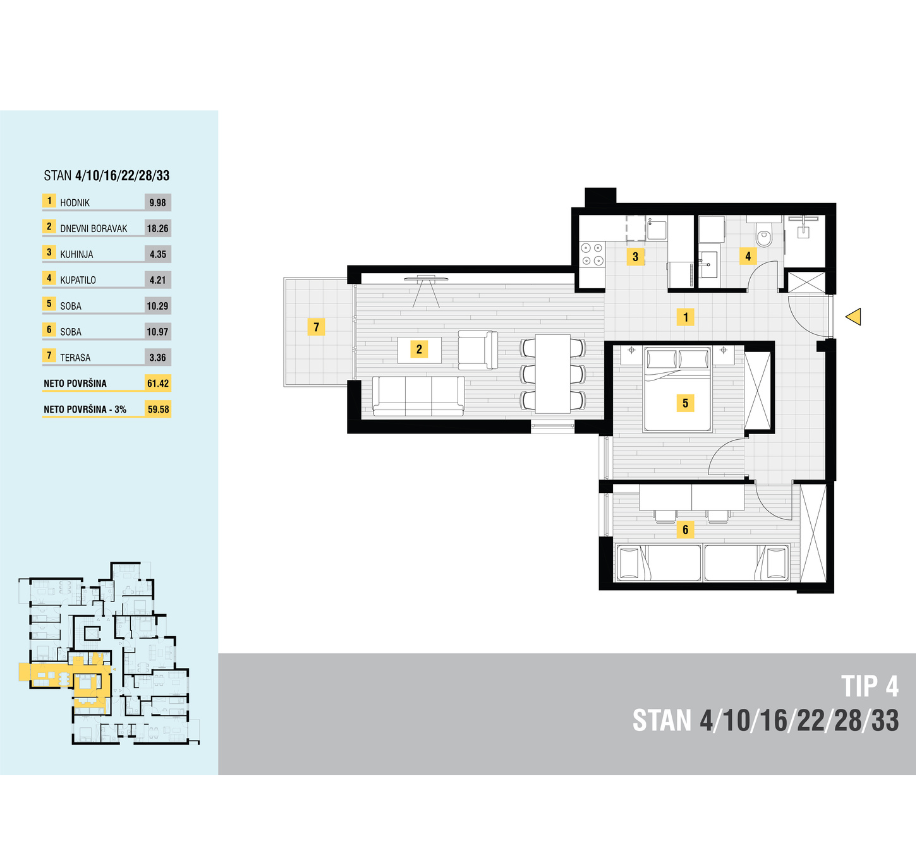 STAN 4/10/16/22/28/33
1 HODNIK 9.98
2 DNEVNI BORAVAK 18.26
3 KUHINJA 4.35
4 KUPATILO 4.21
5 SOBA 10.29
6 SOBA 10.97
7 TERASA 3.36
NETO POVRŠINA 61.42
NETO POVRŠINA - 3% 59.58
3
4
1
7
2
5
6
TIP 4
STAN 4/10/16/22/28/33